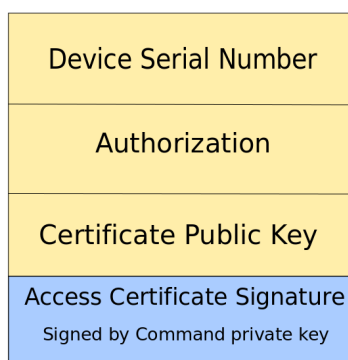 Device Serial Number
Authorization
Certificate Public Key
Access Certificate Signature
Signed by Command private key